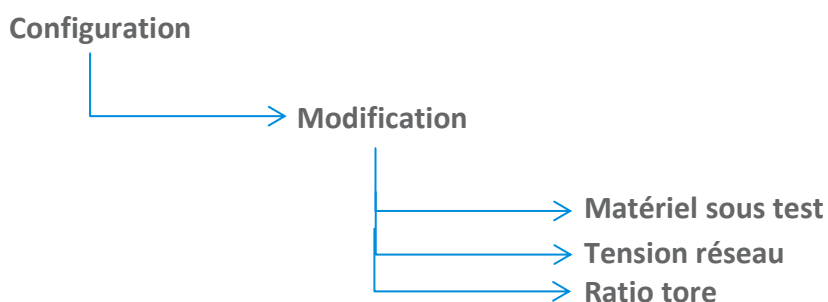 Configuration
Modification
Matériel sous test
Tension réseau
Ratio tore